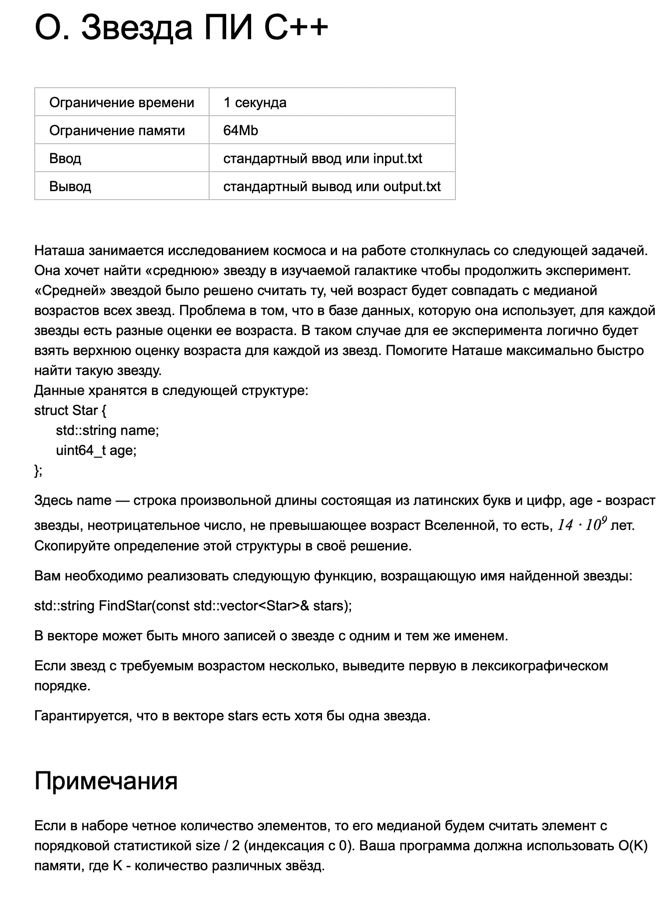 O. Звезда ПИ C++
Ограничение времени 1 секунда
Ограничение памяти 64Mb
Ввод стандартный ввод или input.txt
Вывод стандартный вывод или output.txt
Наташа занимается исследованием космоса и на работе столкнулась со следующей задачей.
Она хочет найти «среднюю» звезду в изучаемой галактике чтобы продолжить эксперимент.
«Средней» звездой было решено считать ту, чей возраст будет совпадать с медианой
возрастов всех звезд. Проблема в том, что в базе данных, которую она использует, для каждой
звезды есть разные оценки ее возраста. В таком случае для ее эксперимента логично будет
взять верхнюю оценку возраста для каждой из звезд. Помогите Наташе максимально быстро
найти такую звезду.
Данные хранятся в следующей структуре:
struct Star {
std::string name;
uint64_t age;
};
Здесь name — строка произвольной длины состоящая из латинских букв и цифр, age - возраст
звезды, неотрицательное число, не превышающее возраст Вселенной, то есть, 14 · 10⁹ лет.
Скопируйте определение этой структуры в своё решение.
Вам необходимо реализовать следующую функцию, возращающую имя найденной звезды:
std::string FindStar(const std::vector<Star>& stars);
В векторе может быть много записей о звезде с одним и тем же именем.
Если звезд с требуемым возрастом несколько, выведите первую в лексикографическом
порядке.
Гарантируется, что в векторе stars есть хотя бы одна звезда.
Примечания
Если в наборе четное количество элементов, то его медианой будем считать элемент с
порядковой статистикой size / 2 (индексация с 0). Ваша программа должна использовать O(K)
памяти, где K - количество различных звёзд.